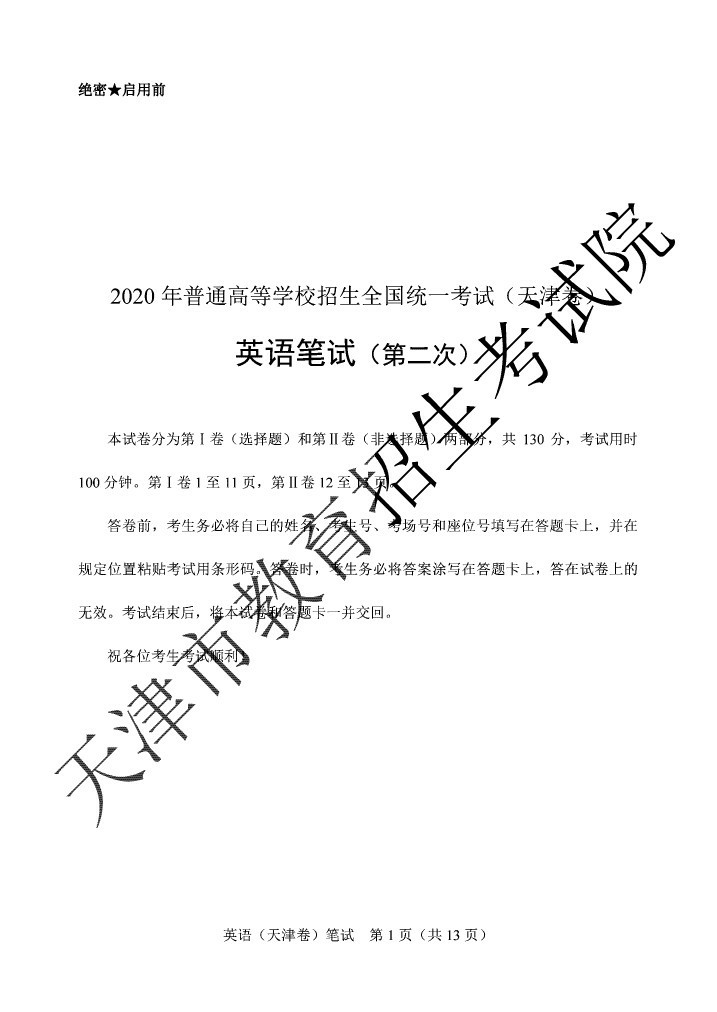 绝密★启用前
2020 年普通高等学校招生全国统一考试（天津卷）
英语笔试（第二次）
本试卷分为第Ⅰ卷（选择题）和第Ⅱ卷（非选择题）两部分，共 130 分，考试用时
100 分钟。第Ⅰ卷 1 至 11 页，第Ⅱ卷 12 至 13 页。
答卷前，考生务必将自己的姓名、考生号、考场号和座位号填写在答题卡上，并在
规定位置粘贴考试用条形码。答卷时，考生务必将答案涂写在答题卡上，答在试卷上的
无效。考试结束后，将本试卷和答题卡一并交回。
祝各位考生考试顺利！
天津市教育招生考试院
英语（天津卷）笔试 第 1 页（共 13 页）